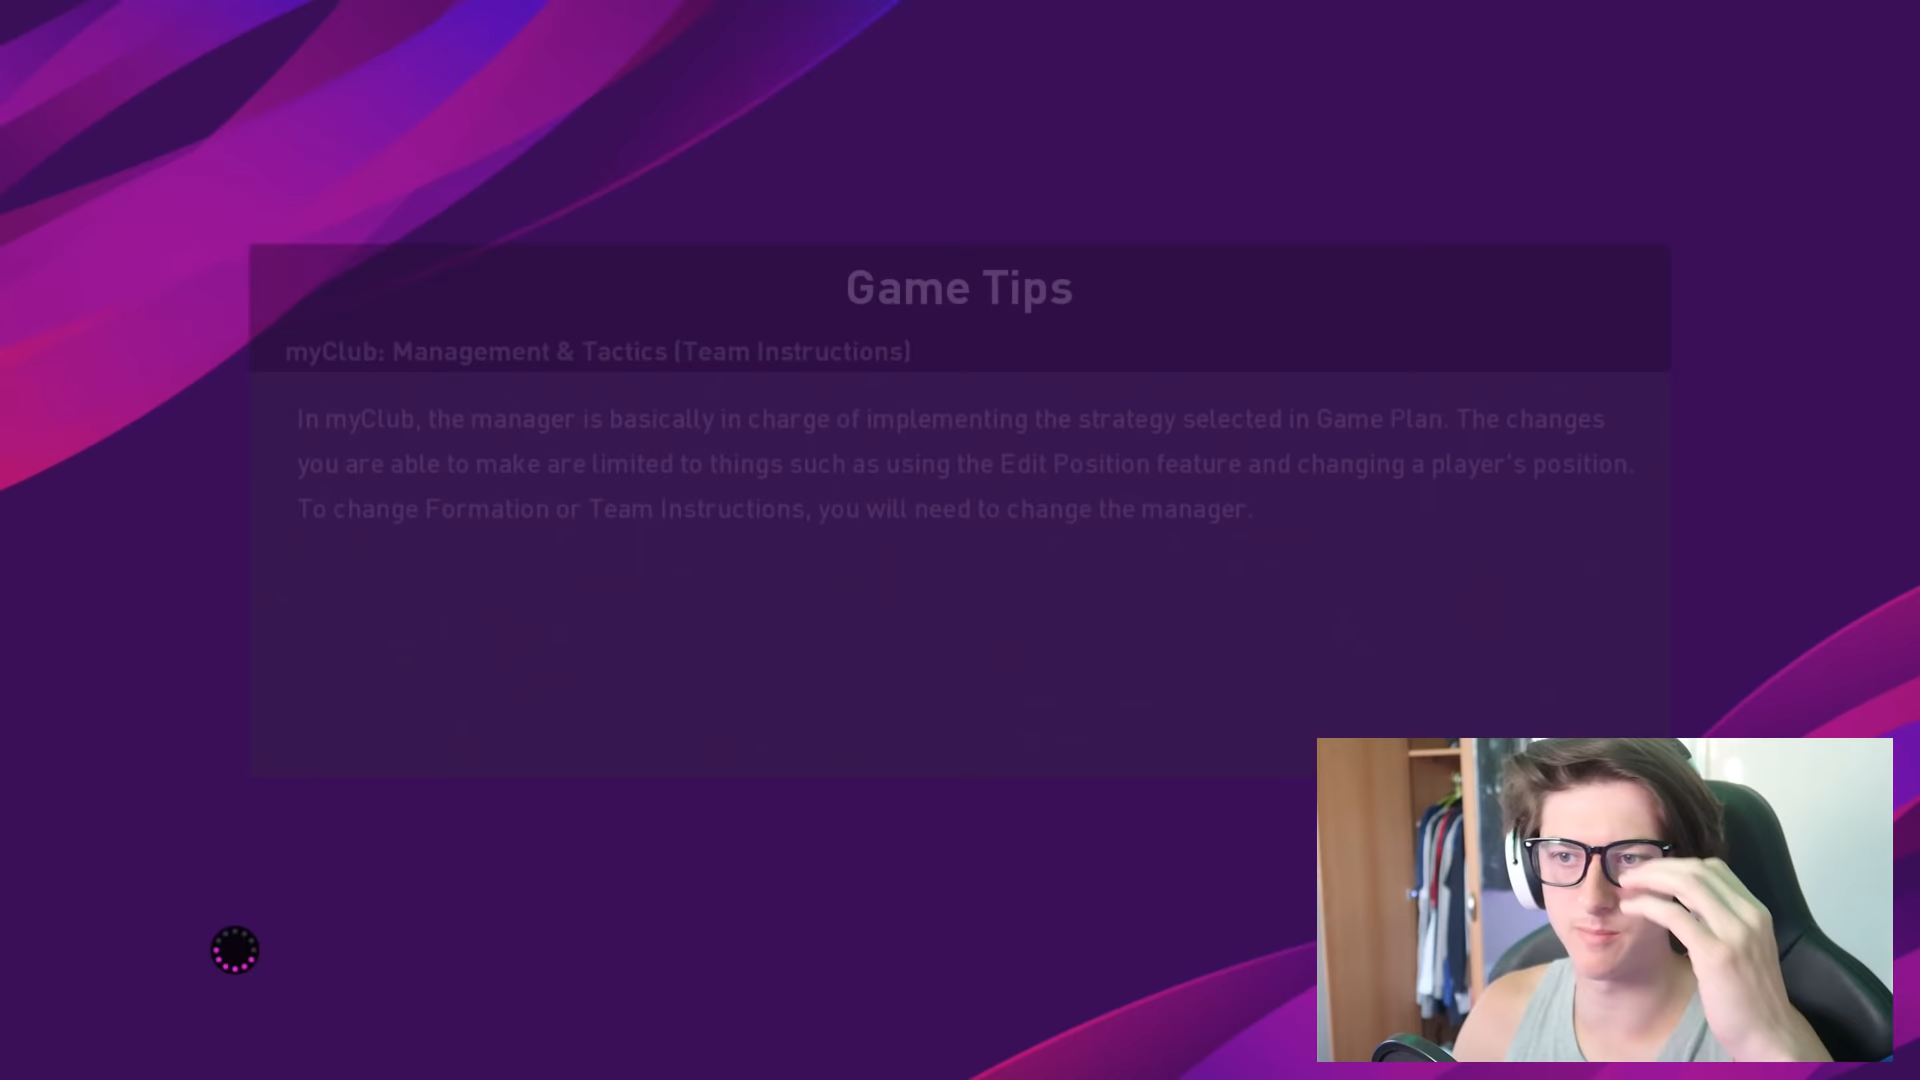 Game Tips
myClub: Management & Tactics (Team Instructions)
In myClub, the manager is basically in charge of implementing the strategy selected in Game Plan. The changes
you are able to make are limited to things such as using the Edit Position feature and changing a player's position.
To change Formation or Team Instructions, you will need to change the manager.